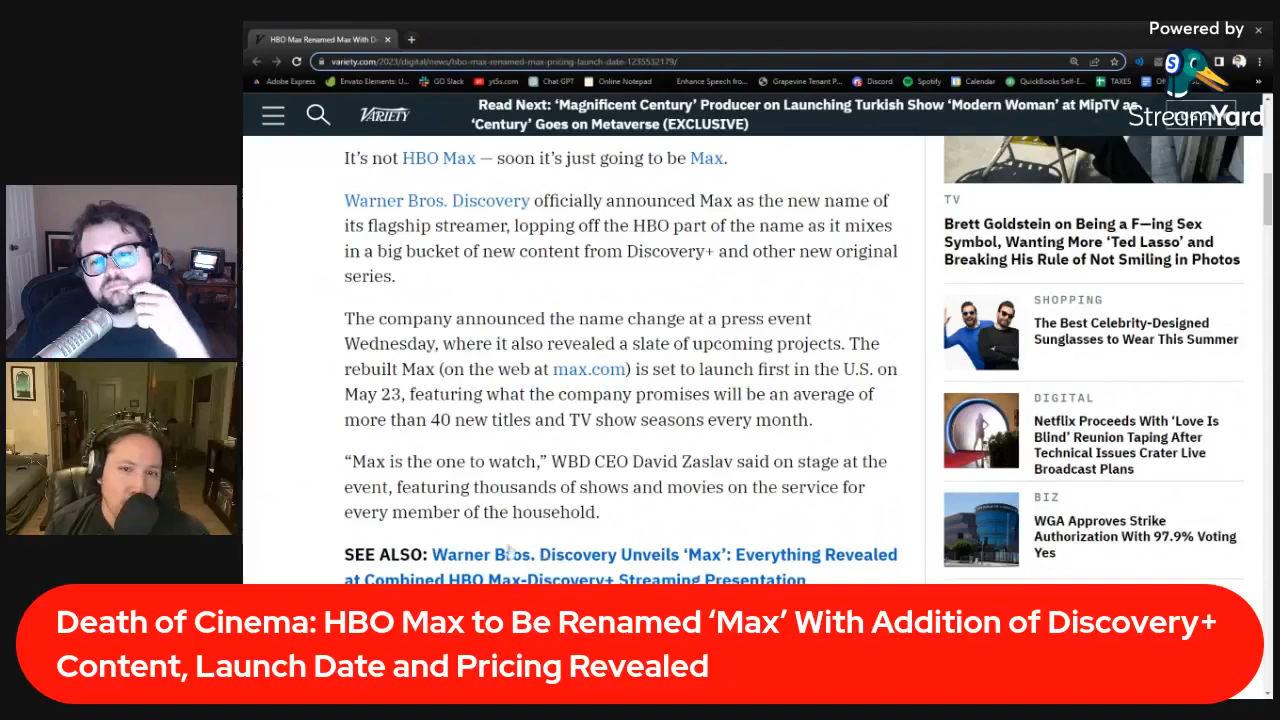 Powered by
StreamYard
HBO Max Renamed Max With D
variety.com/2023/digital/news/hbo-max-renamed-max-pricing-launch-date-1235532179/
Adobe Express
Envato Elements: U...
GO Slack
yt5s.com
Chat GPT
Online Notepad
Enhance Speech from...
Grapevine Tenant P...
Discord
Spotify
Calendar
QuickBooks Self-E...
TAXES
VARIETY
Read Next: ‘Magnificent Century’ Producer on Launching Turkish Show ‘Modern Woman’ at MipTV as
‘Century’ Goes on Metaverse (EXCLUSIVE)
It’s not HBO Max — soon it’s just going to be Max.
Warner Bros. Discovery officially announced Max as the new name of
its flagship streamer, lopping off the HBO part of the name as it mixes
in a big bucket of new content from Discovery+ and other new original
series.
The company announced the name change at a press event
Wednesday, where it also revealed a slate of upcoming projects. The
rebuilt Max (on the web at max.com) is set to launch first in the U.S. on
May 23, featuring what the company promises will be an average of
more than 40 new titles and TV show seasons every month.
“Max is the one to watch,” WBD CEO David Zaslav said on stage at the
event, featuring thousands of shows and movies on the service for
every member of the household.
SEE ALSO: Warner Bros. Discovery Unveils ‘Max’: Everything Revealed
at Combined HBO Max-Discovery+ Streaming Presentation
TV
Brett Goldstein on Being a F—ing Sex
Symbol, Wanting More ‘Ted Lasso’ and
Breaking His Rule of Not Smiling in Photos
SHOPPING
The Best Celebrity-Designed
Sunglasses to Wear This Summer
DIGITAL
Netflix Proceeds With ‘Love Is
Blind’ Reunion Taping After
Technical Issues Crater Live
Broadcast Plans
BIZ
WGA Approves Strike
Authorization With 97.9% Voting
Yes
Death of Cinema: HBO Max to Be Renamed ‘Max’ With Addition of Discovery+
Content, Launch Date and Pricing Revealed